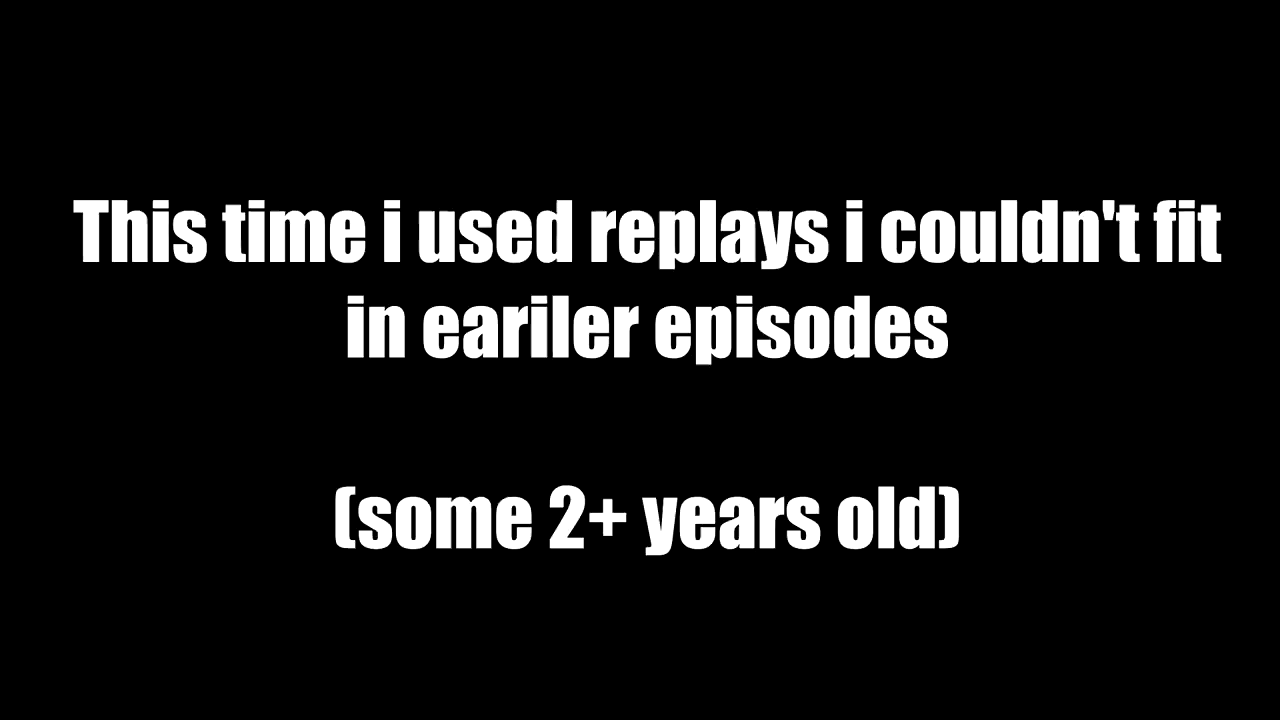 This time i used replays i couldn't fit
in eariler episodes
(some 2+ years old)